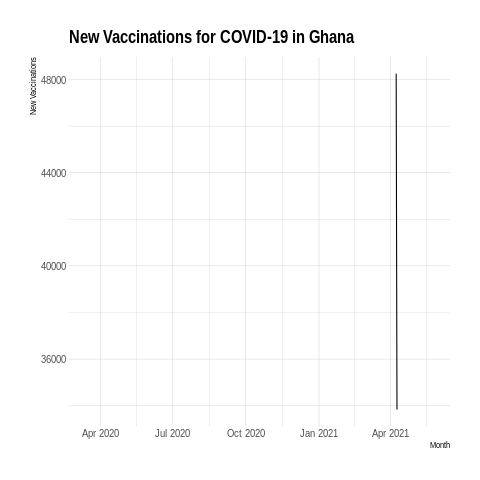 New Vaccinations for COVID-19 in Ghana
New Vaccinations
48000
44000
40000
36000
Apr 2020 Jul 2020 Oct 2020 Jan 2021 Apr 2021
Month